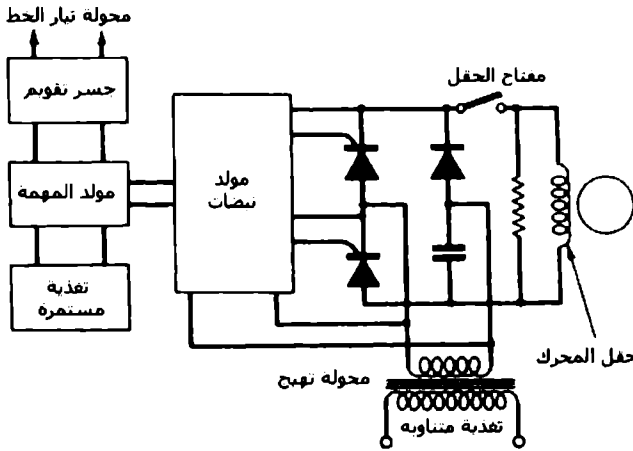 محولة تيار الخط
جسر تقويم
مولد المهمة
تغذية
مستمرة
مولد
نبضات
مفتاح الحقل
حقل المحرك
محولة تهيج
تغذية متناوبه